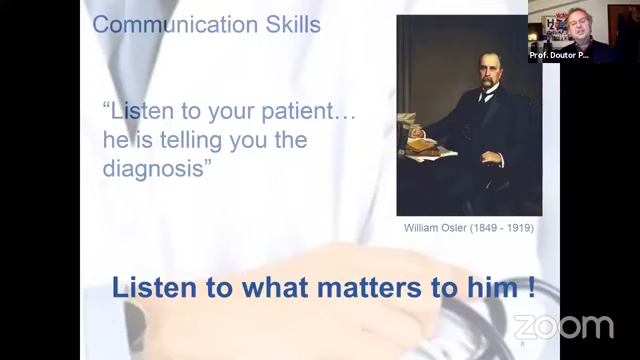 Communication Skills
Prof. Doutor P...
"Listen to your patient...
he is telling you the
diagnosis"
William Osler (1849 - 1919)
Listen to what matters to him !
zoom
8